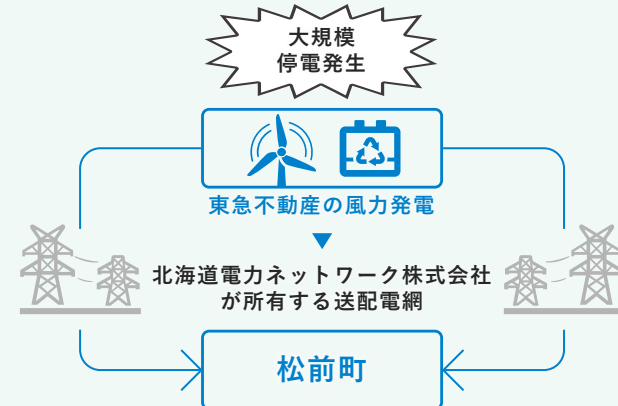 大規模
停電発生
東急不動産の風力発電
北海道電力ネットワーク株式会社
が所有する送配電網
松前町